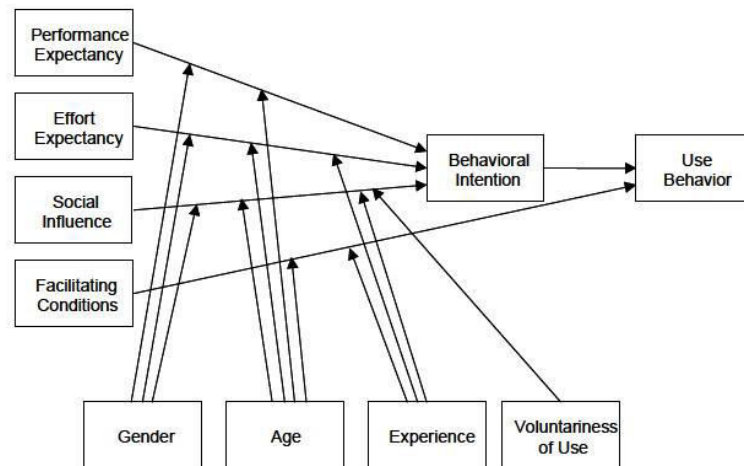 Performance
Expectancy
Effort
Expectancy
Social
Influence
Facilitating
Conditions
Behavioral
Intention
Use
Behavior
Gender
Age
Experience
Voluntariness
of Use